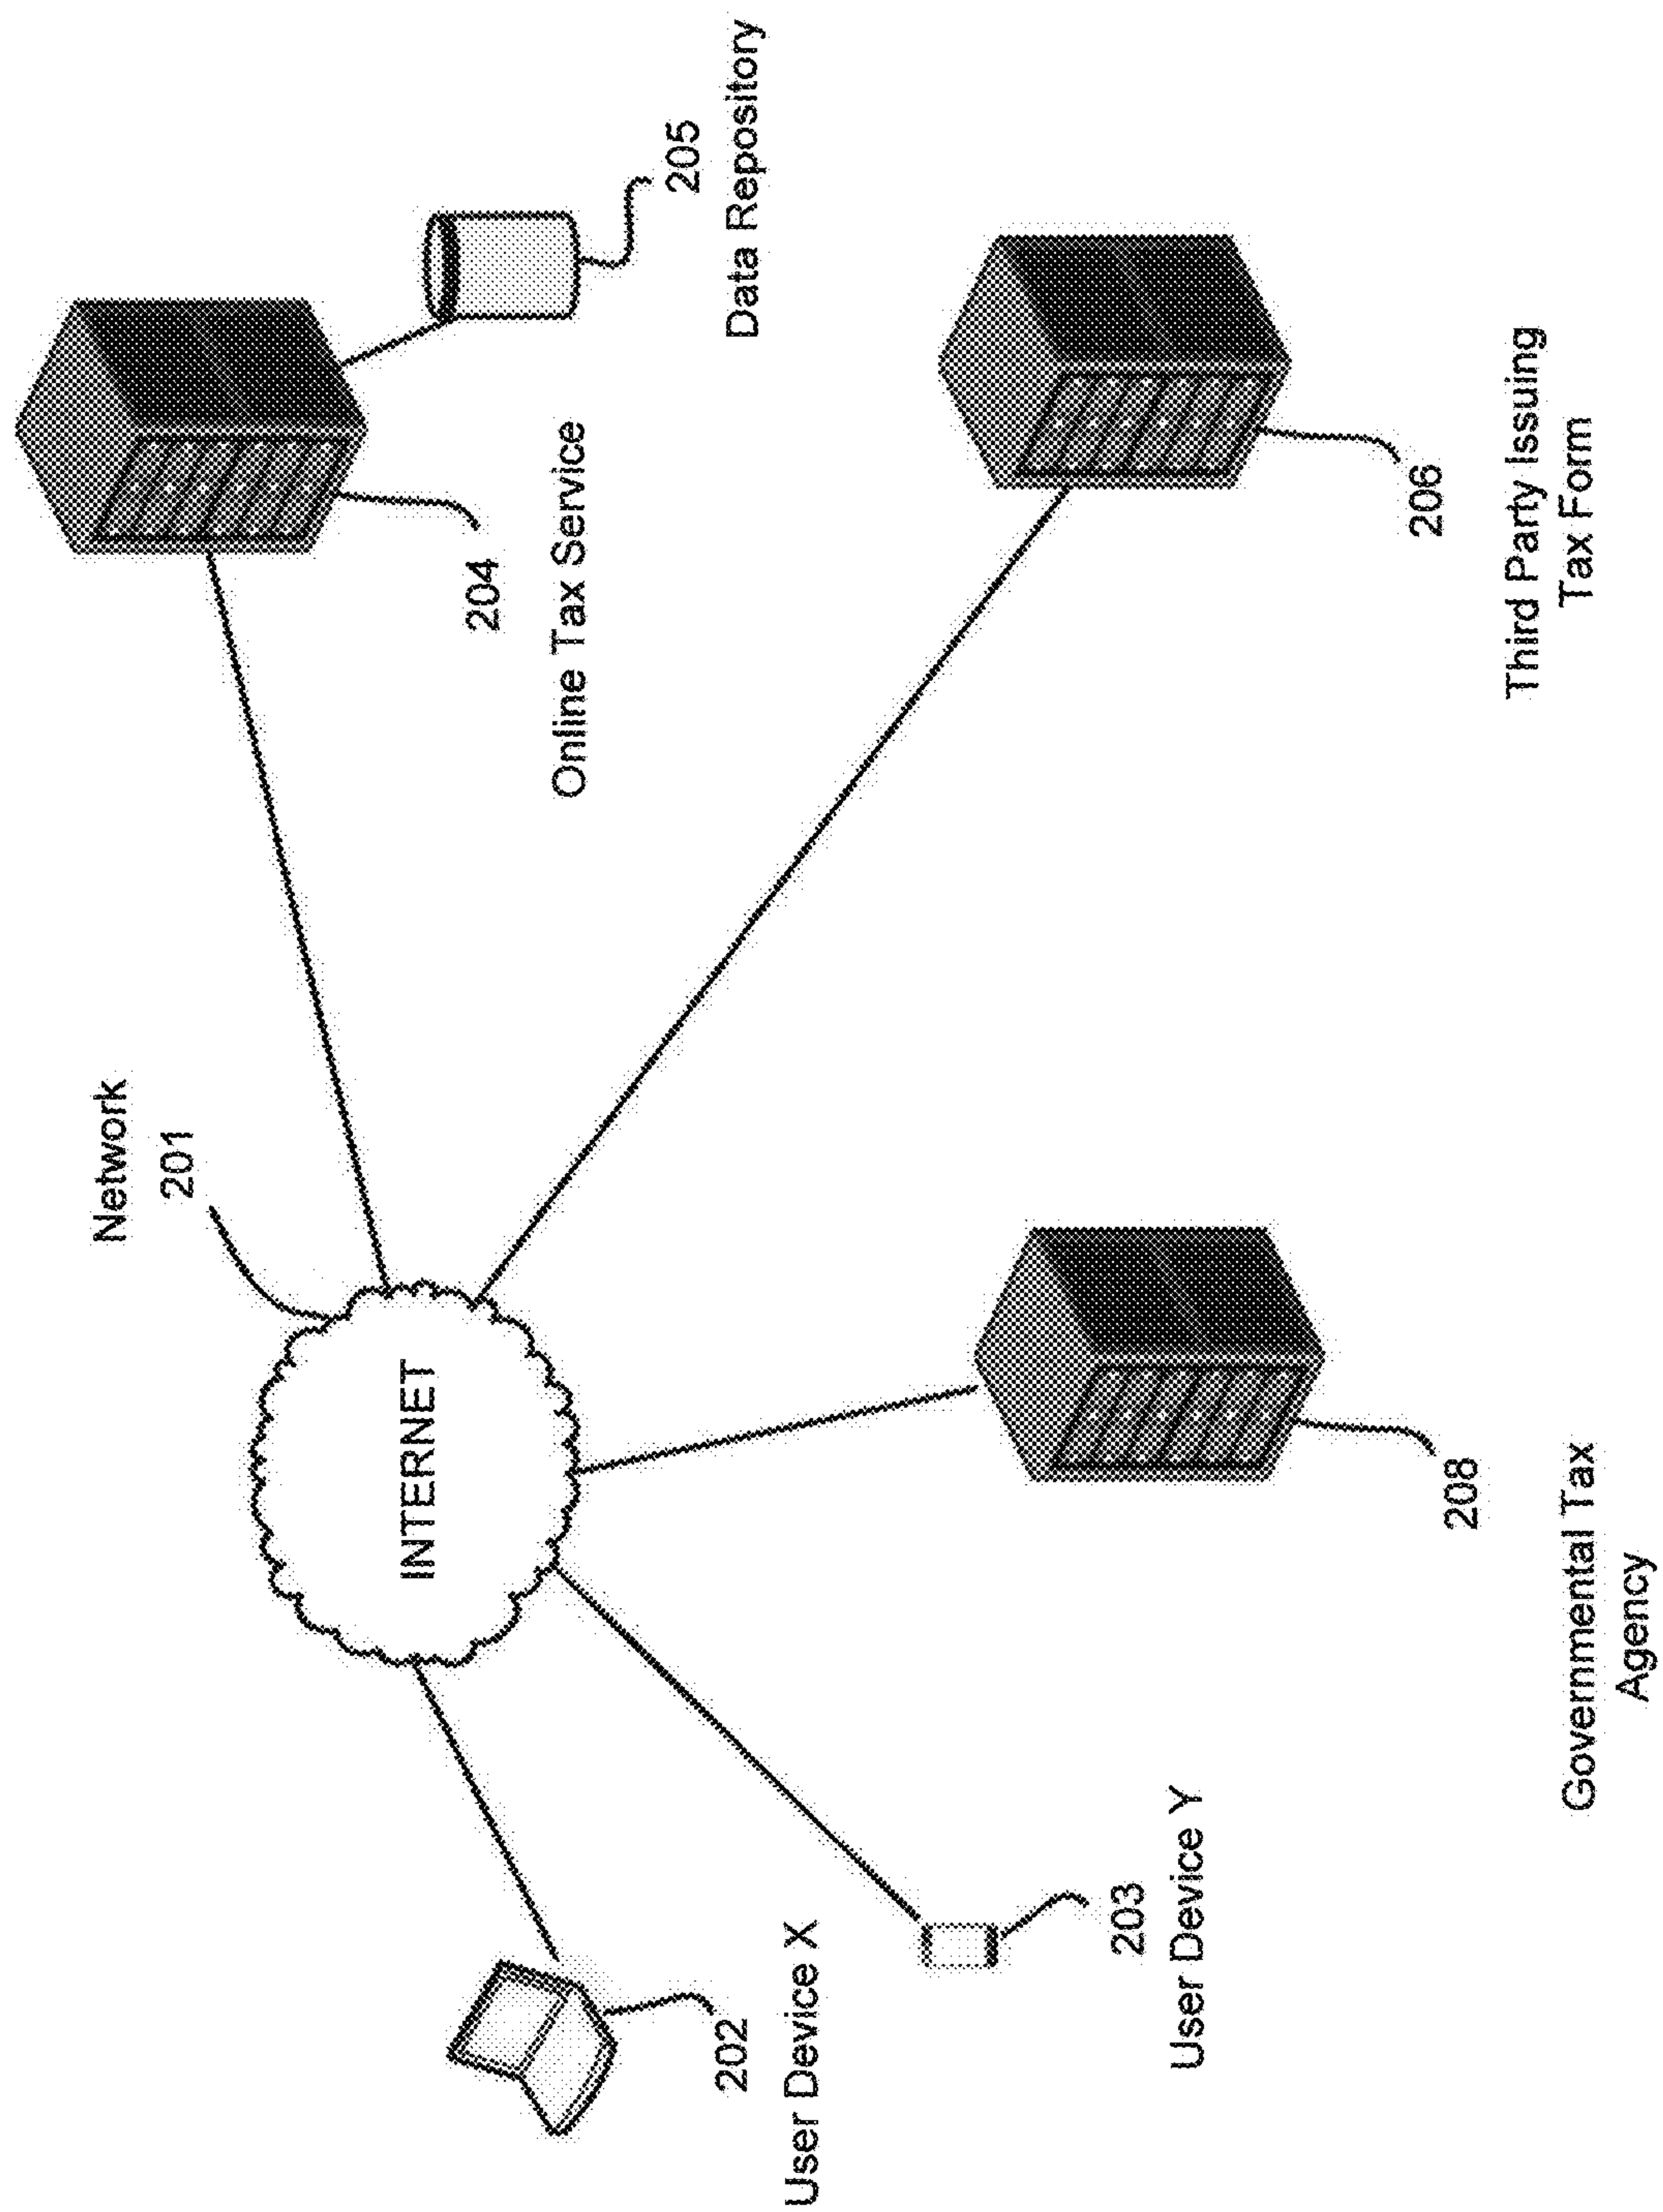 Network
201
INTERNET
204
Online Tax Service
205
Data Repository
202
User Device X
203
User Device Y
208
Governmental Tax
Agency
206
Third Party Issuing
Tax Form